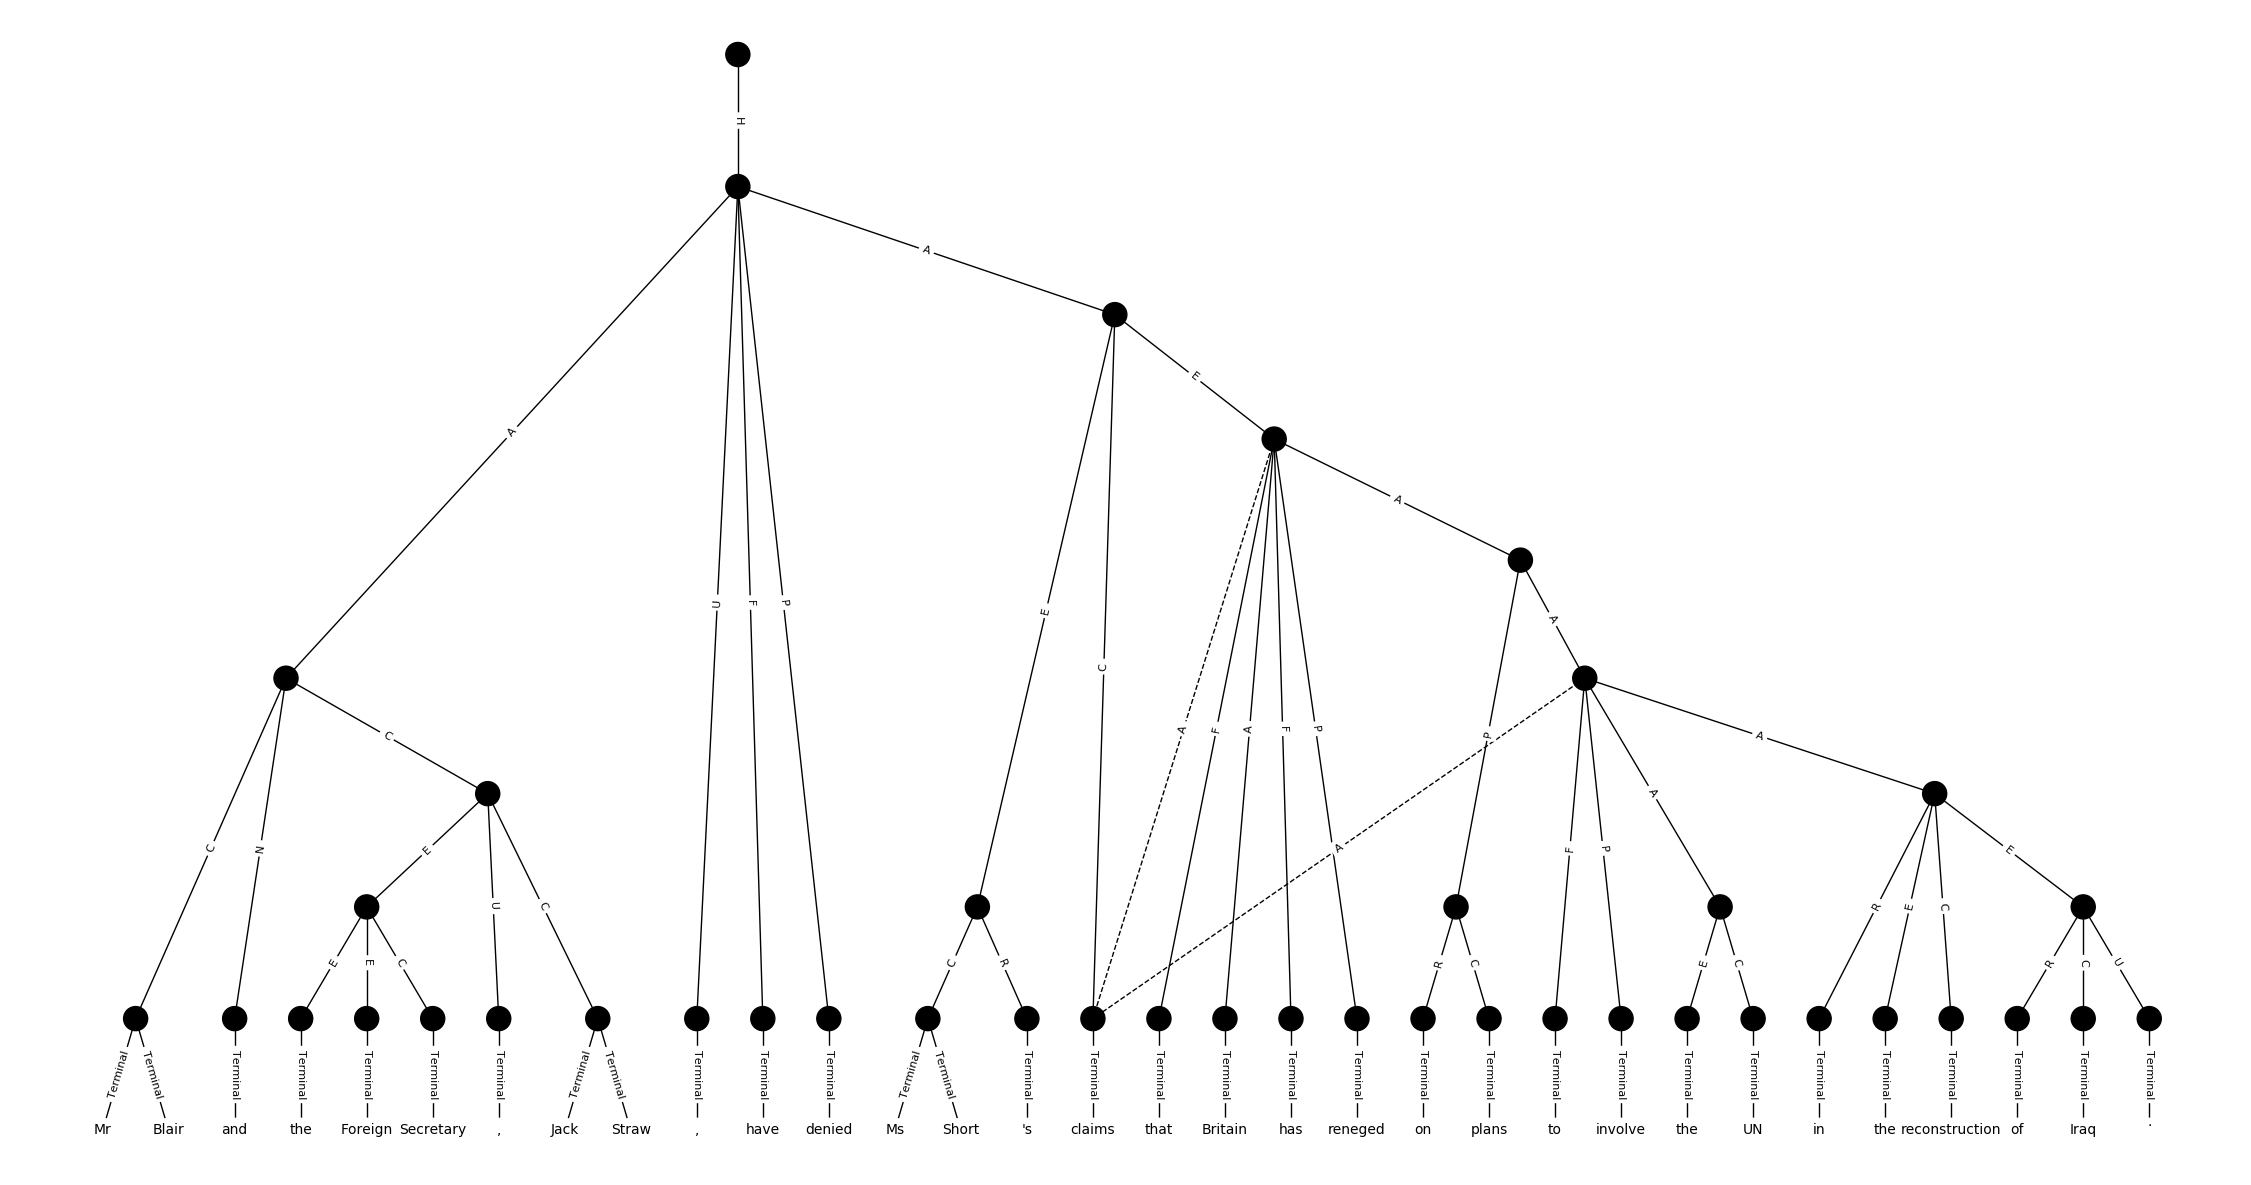 H
A
A
E
A
U
F
P
E
C
A
F
A
F
P
A
P
A
C
C
N
E
U
C
A
F
P
A
R
E
C
E
E
E
C
C
R
R
C
E
C
R
C
U
Terminal Terminal Terminal Terminal Terminal Terminal Terminal Terminal Terminal Terminal Terminal Terminal Terminal Terminal Terminal Terminal Terminal Terminal Terminal Terminal Terminal Terminal Terminal Terminal Terminal Terminal Terminal Terminal Terminal Terminal Terminal Terminal
Mr Blair and the Foreign Secretary , Jack Straw , have denied Ms Short 's claims that Britain has reneged on plans to involve the UN in the reconstruction of Iraq .